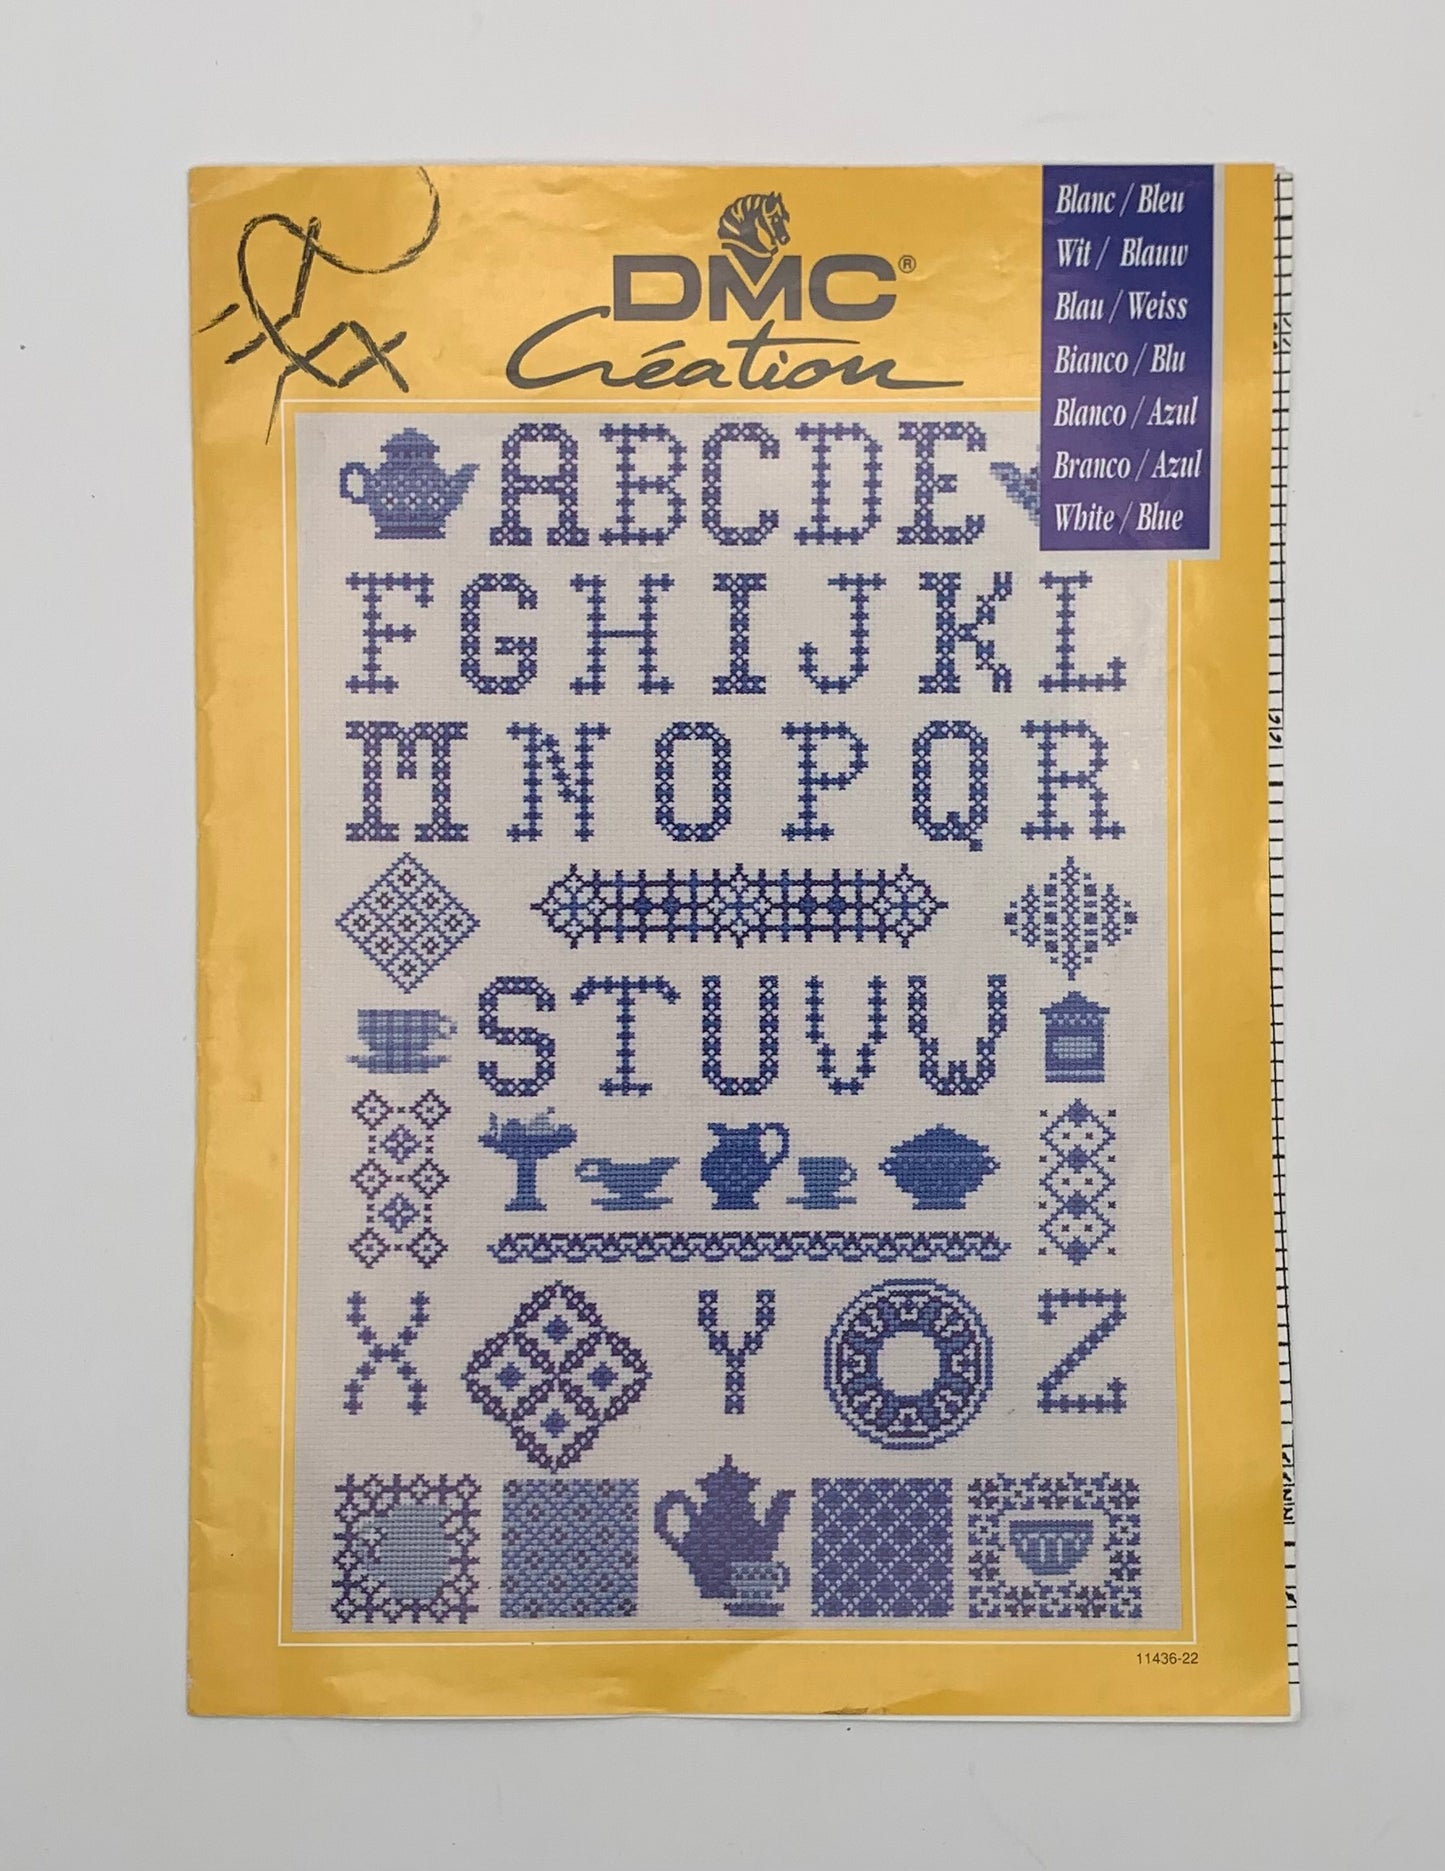 DMC®
Création
Blanc / Bleu
Wit / Blauw
Blau / Weiss
Bianco / Blu
Blanco / Azul
Branco / Azul
White / Blue
ABCDE
FGHIJKL
MNOPQR
STUVW
XYZ
11436-22